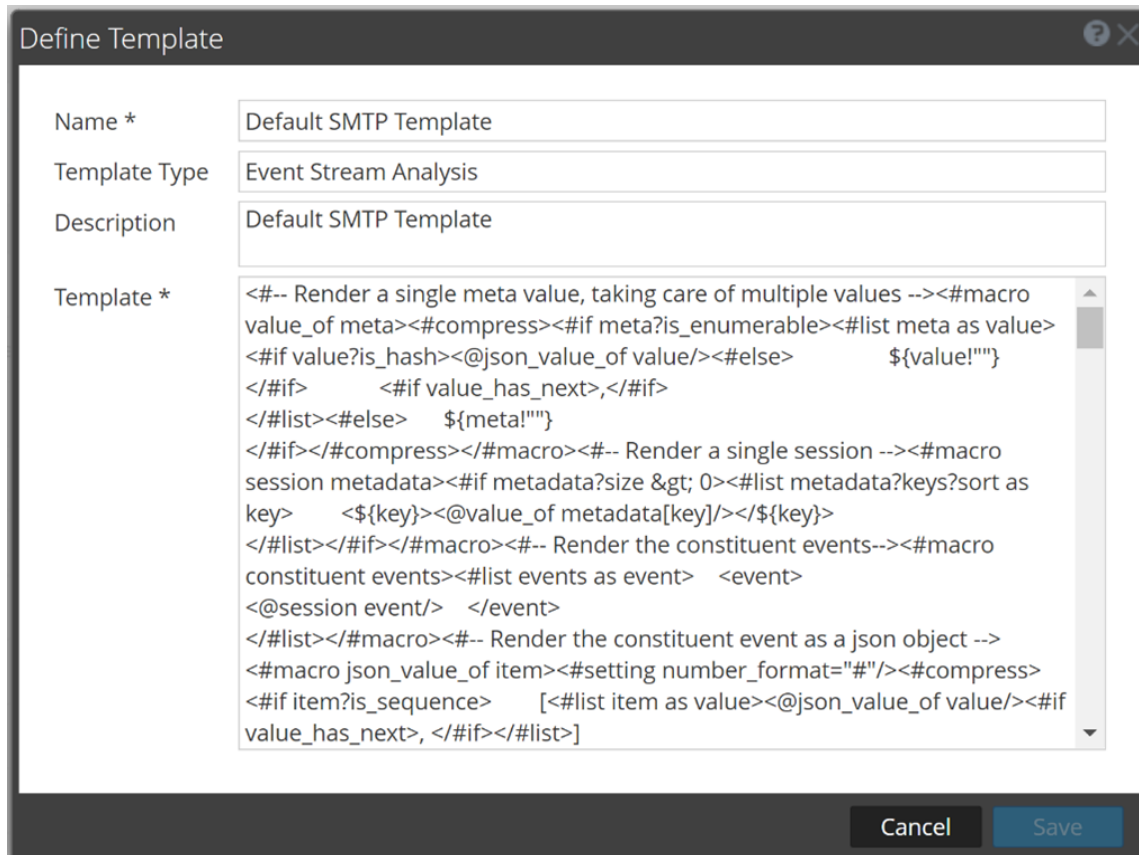 Define Template
Name * Default SMTP Template
Template Type Event Stream Analysis
Description Default SMTP Template
Template * <#-- Render a single meta value, taking care of multiple values --><#macro
value_of meta><#compress><#if meta?is_enumerable><#list meta as value>
<#if value?is_hash><@json_value_of value/><#else> ${value!""}
</#if> <#if value_has_next>,</#if>
</#list><#else> ${meta!""}
</#if></#compress></#macro><#-- Render a single session --><#macro
session metadata><#if metadata?size &gt; 0><#list metadata?keys?sort as
key> <${key}><@value_of metadata[key]/></${key}>
</#list></#if></#macro><#-- Render the constituent events--><#macro
constituent events><#list events as event> <event>
<@session event/> </event>
</#list></#macro><#-- Render the constituent event as a json object -->
<#macro json_value_of item><#setting number_format="#"/><#compress>
<#if item?is_sequence> [<#list item as value><@json_value_of value/><#if
value_has_next>, </#if></#list>]
Cancel Save